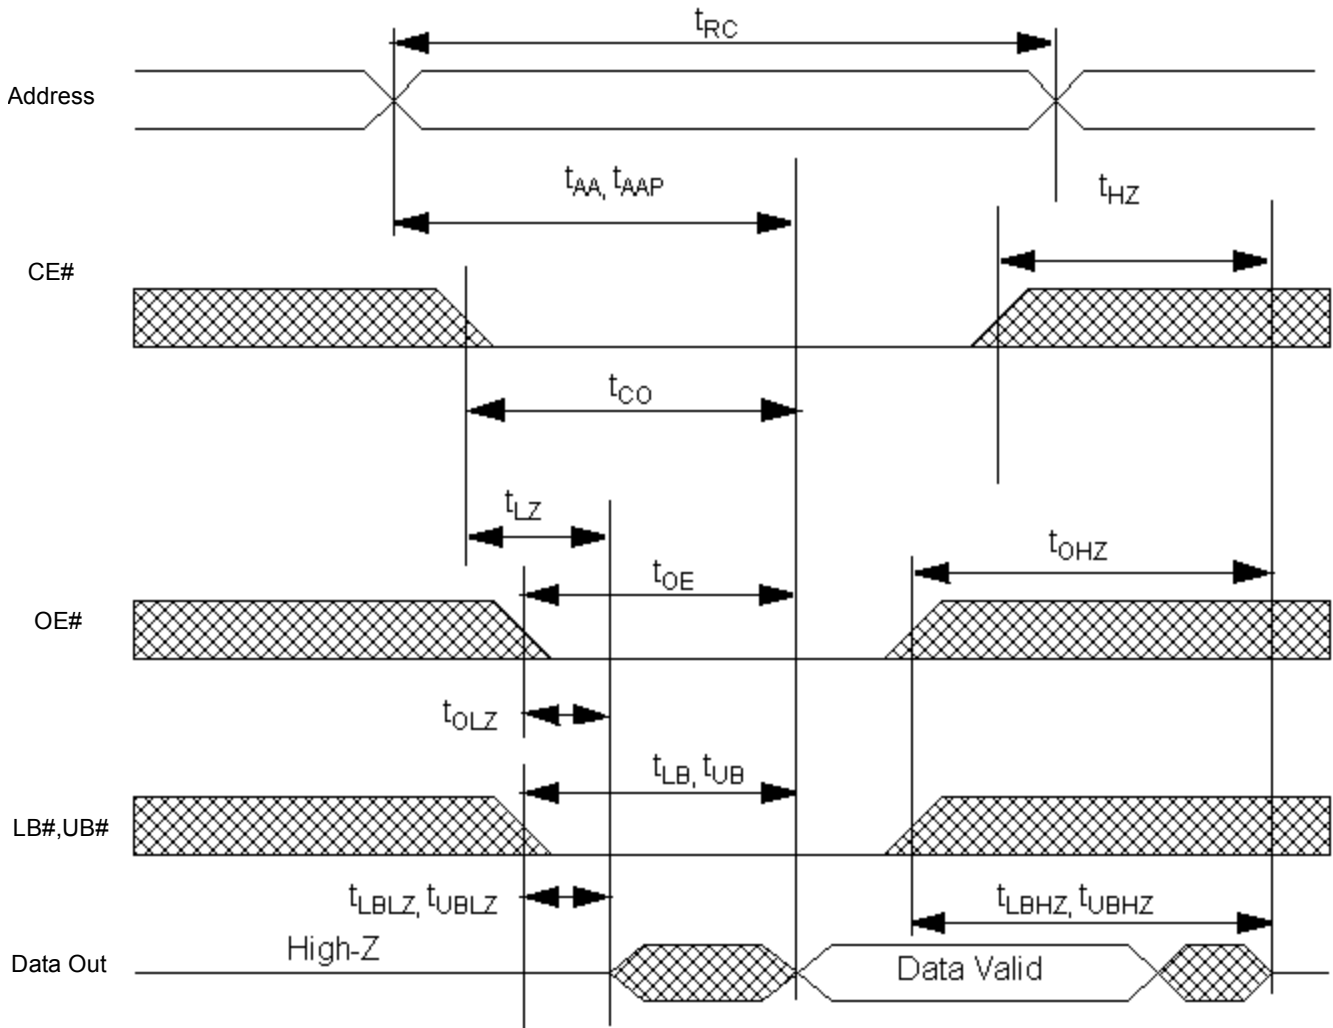 tRC
Address
tAA, tAAP
tHZ
CE#
tCO
tLZ
tOHZ
tOE
OE#
tOLZ
tLB, tUB
LB#,UB#
tLBLZ, tUBLZ
tLBHZ, tUBHZ
High-Z
Data Out
Data Valid